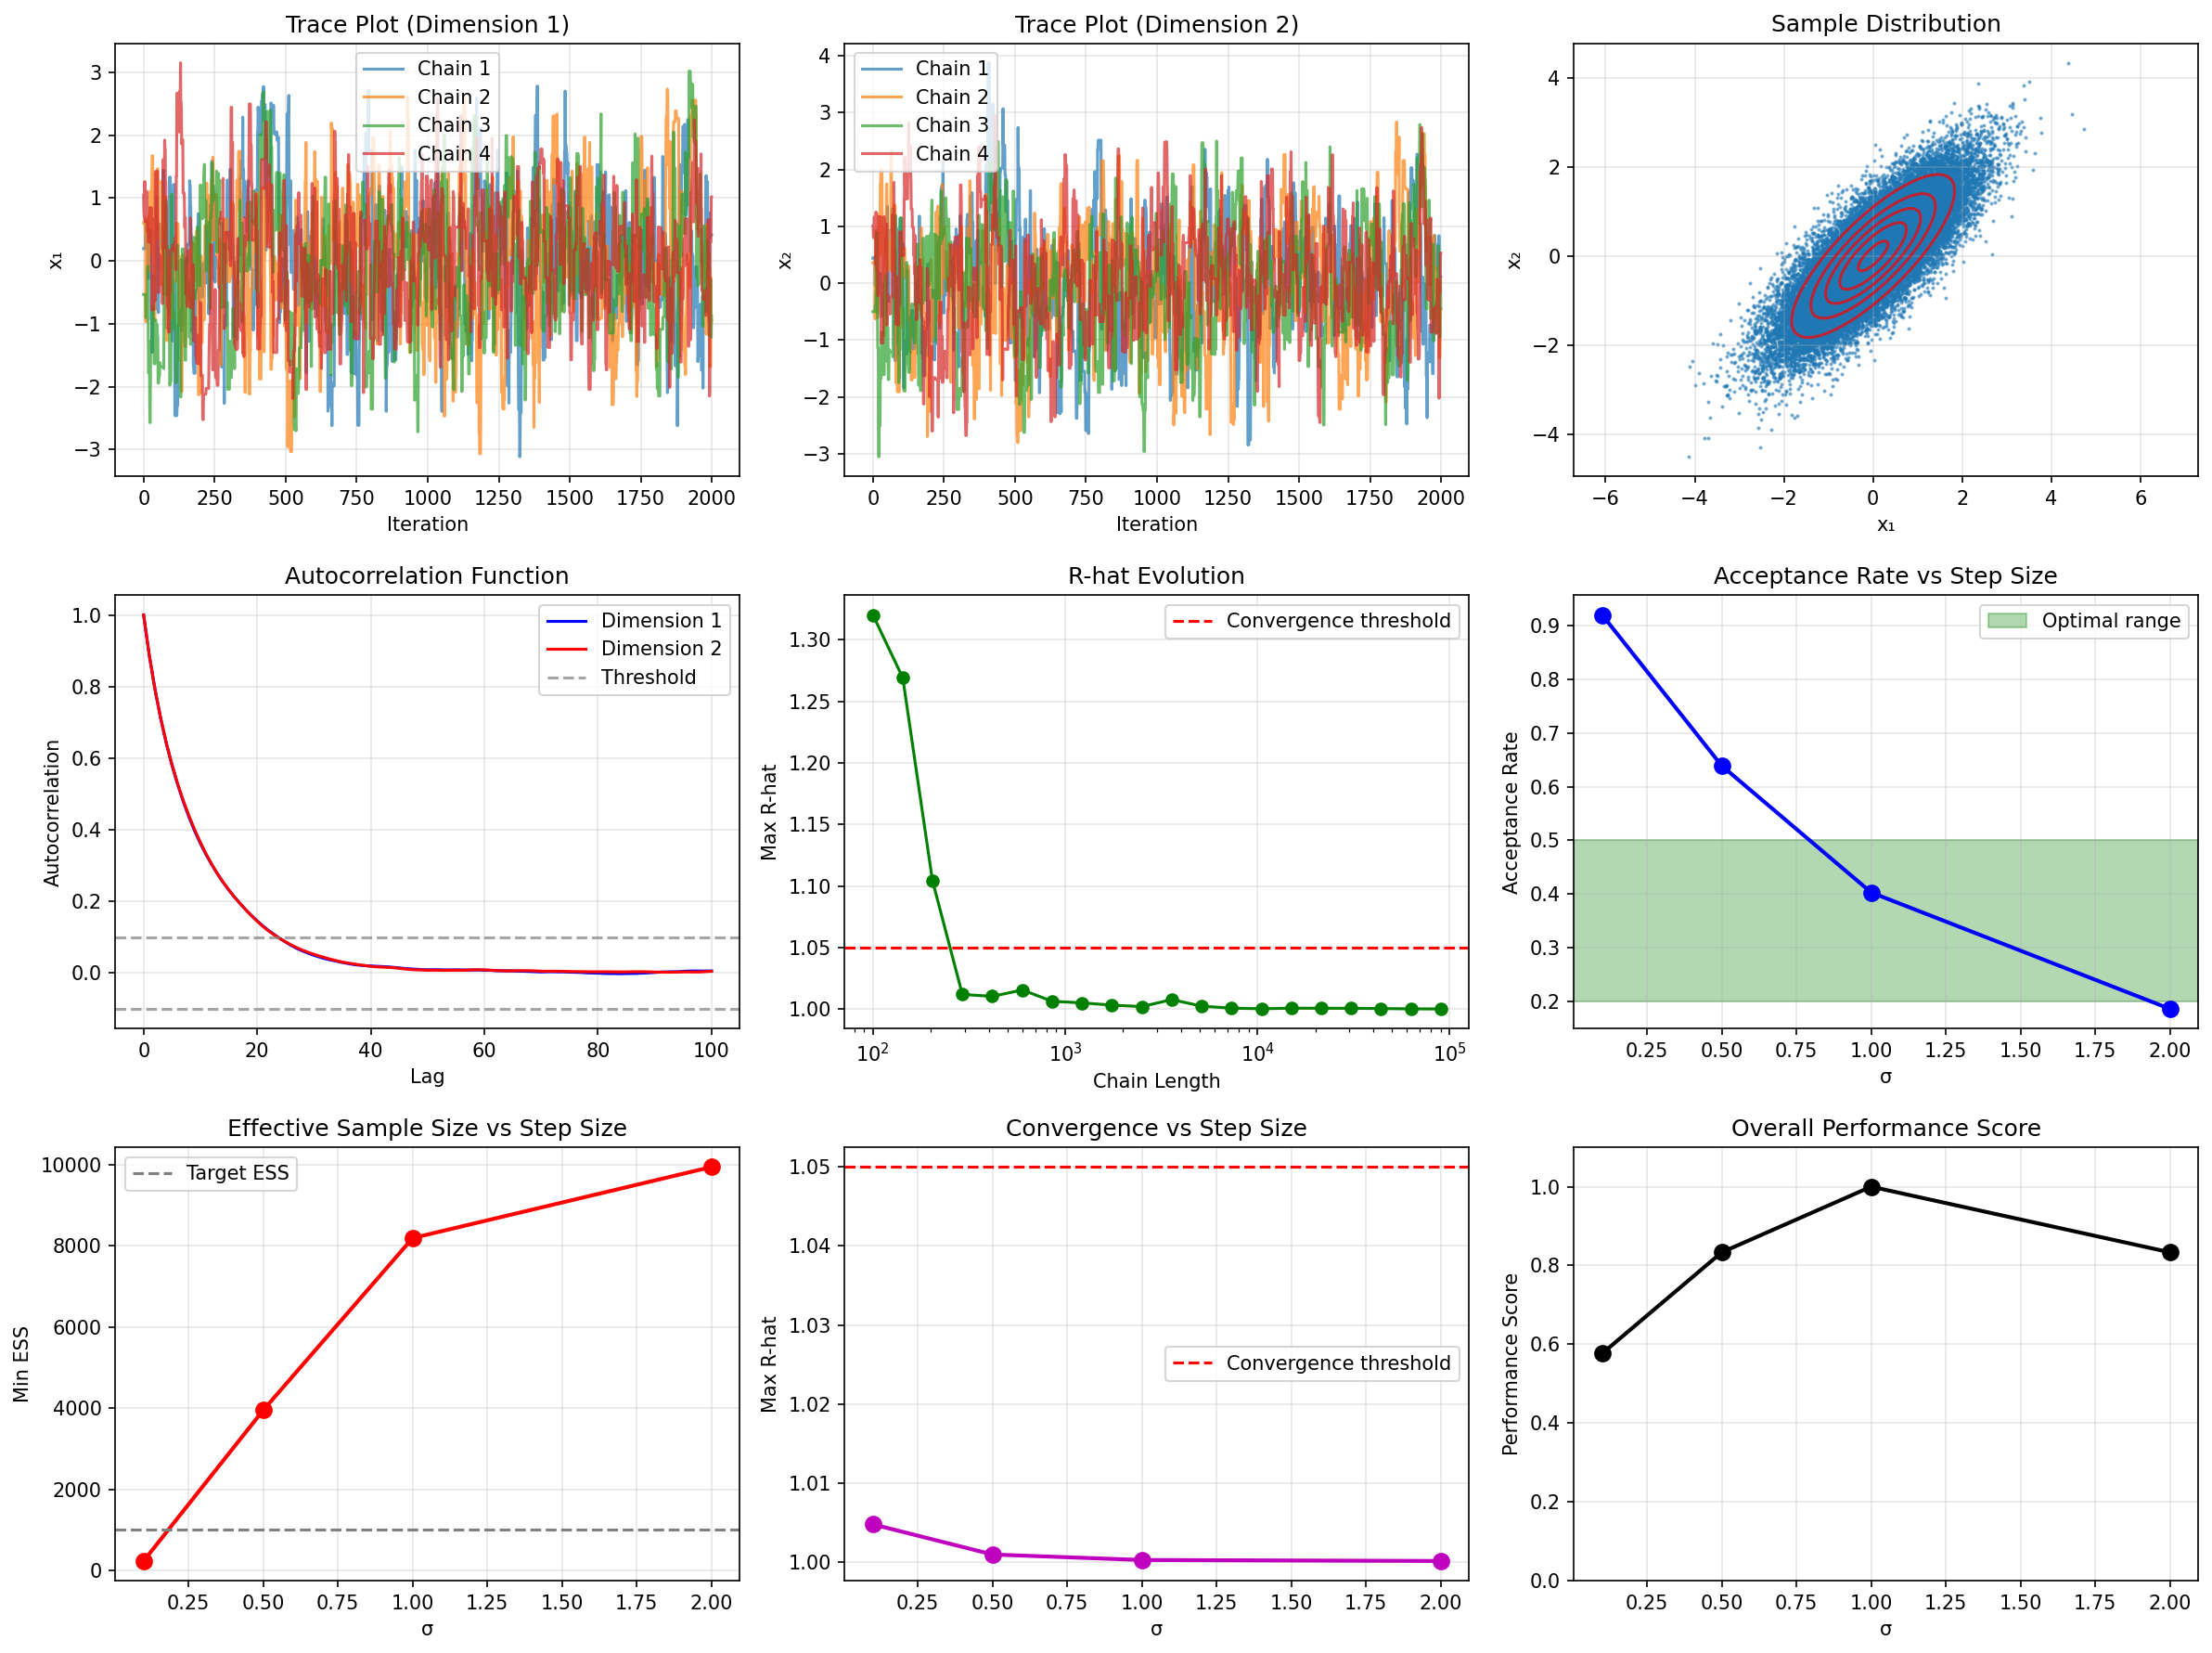 Trace Plot (Dimension 1)
x₁
3
2
1
0
−1
−2
−3
Chain 1
Chain 2
Chain 3
Chain 4
0 250 500 750 1000 1250 1500 1750 2000
Iteration
Trace Plot (Dimension 2)
x₂
4
3
2
1
0
−1
−2
−3
Chain 1
Chain 2
Chain 3
Chain 4
0 250 500 750 1000 1250 1500 1750 2000
Iteration
Sample Distribution
x₂
4
2
0
−2
−4
−6 −4 −2 0 2 4 6
x₁
Autocorrelation Function
Autocorrelation
1.0
0.8
0.6
0.4
0.2
0.0
Dimension 1
Dimension 2
Threshold
0 20 40 60 80 100
Lag
R-hat Evolution
Max R-hat
1.30
1.25
1.20
1.15
1.10
1.05
1.00
Convergence threshold
10² 10³ 10⁴ 10⁵
Chain Length
Acceptance Rate vs Step Size
Acceptance Rate
0.9
0.8
0.7
0.6
0.5
0.4
0.3
0.2
Optimal range
0.25 0.50 0.75 1.00 1.25 1.50 1.75 2.00
σ
Effective Sample Size vs Step Size
Min ESS
10000
8000
6000
4000
2000
0
Target ESS
0.25 0.50 0.75 1.00 1.25 1.50 1.75 2.00
σ
Convergence vs Step Size
Max R-hat
1.05
1.04
1.03
1.02
1.01
1.00
Convergence threshold
0.25 0.50 0.75 1.00 1.25 1.50 1.75 2.00
σ
Overall Performance Score
Performance Score
1.0
0.8
0.6
0.4
0.2
0.0
0.25 0.50 0.75 1.00 1.25 1.50 1.75 2.00
σ